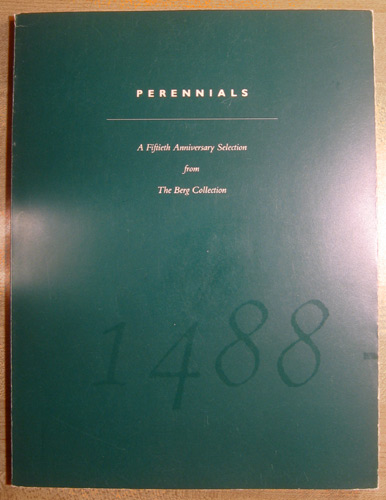 PERENNIALS
A Fiftieth Anniversary Selection
from
The Berg Collection
1488-